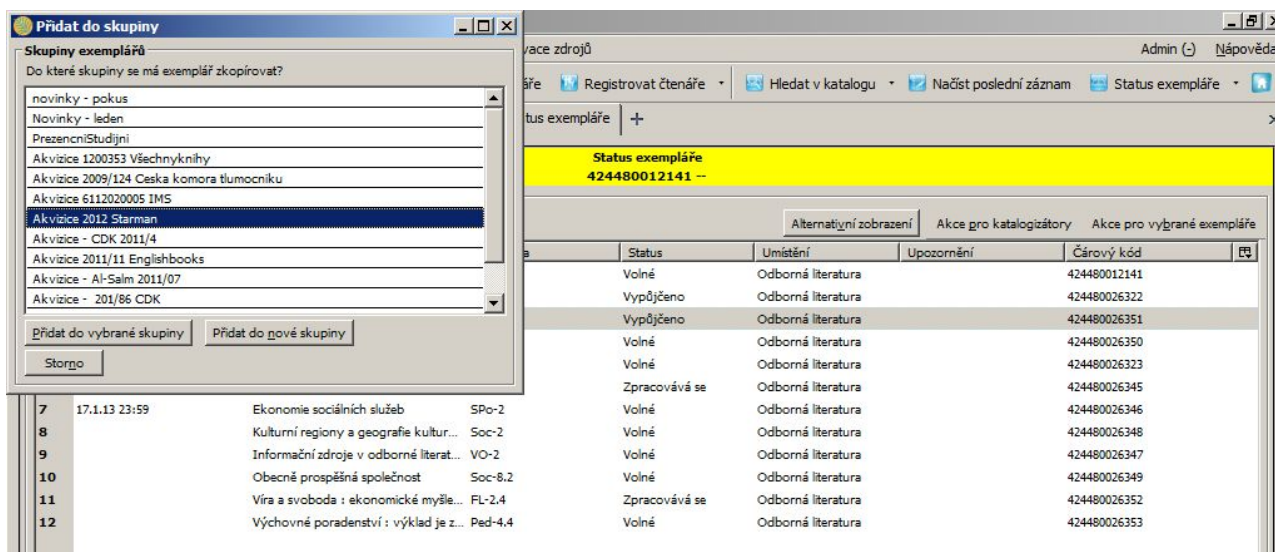 Přidat do skupiny
Skupiny exemplářů
Do které skupiny se má exemplář zkopírovat?
novinky - pokus
Novinky - leden
PrezencniStudijni
Akvizice 1200353 Všechnyknihy
Akvizice 2009/124 Ceska komora tlumocniku
Akvizice 6112020005 IMS
Akvizice 2012 Starman
Akvizice - CDK 2011/4
Akvizice 2011/11 Englishbooks
Akvizice - Al-Salm 2011/07
Akvizice - 201/86 CDK
Přidat do vybrané skupiny Přidat do nové skupiny
Storno
vace zdrojů Admin (-) Nápověda
áře Registrovat čtenáře Hledat v katalogu Načíst poslední záznam Status exempláře
tus exempláře
Status exempláře
424480012141 --
Alternativní zobrazení Akce pro katalogizátory Akce pro vybrané exempláře
a Status Umístění Upozornění Čárový kód
Volné Odborná literatura 424480012141
Vypůjčeno Odborná literatura 424480026322
Vypůjčeno Odborná literatura 424480026351
Volné Odborná literatura 424480026350
Volné Odborná literatura 424480026323
Zpracovává se Odborná literatura 424480026345
7 17.1.13 23:59 Ekonomie sociálních služeb SPo-2 Volné Odborná literatura 424480026346
8 Kulturní regiony a geografie kultur... Soc-2 Volné Odborná literatura 424480026348
9 Informační zdroje v odborné literat... VO-2 Volné Odborná literatura 424480026347
10 Obecně prospěšná společnost Soc-8.2 Volné Odborná literatura 424480026349
11 Víra a svoboda : ekonomické myšle... FL-2.4 Zpracovává se Odborná literatura 424480026352
12 Výchovné poradenství : výklad je z... Ped-4.4 Volné Odborná literatura 424480026353